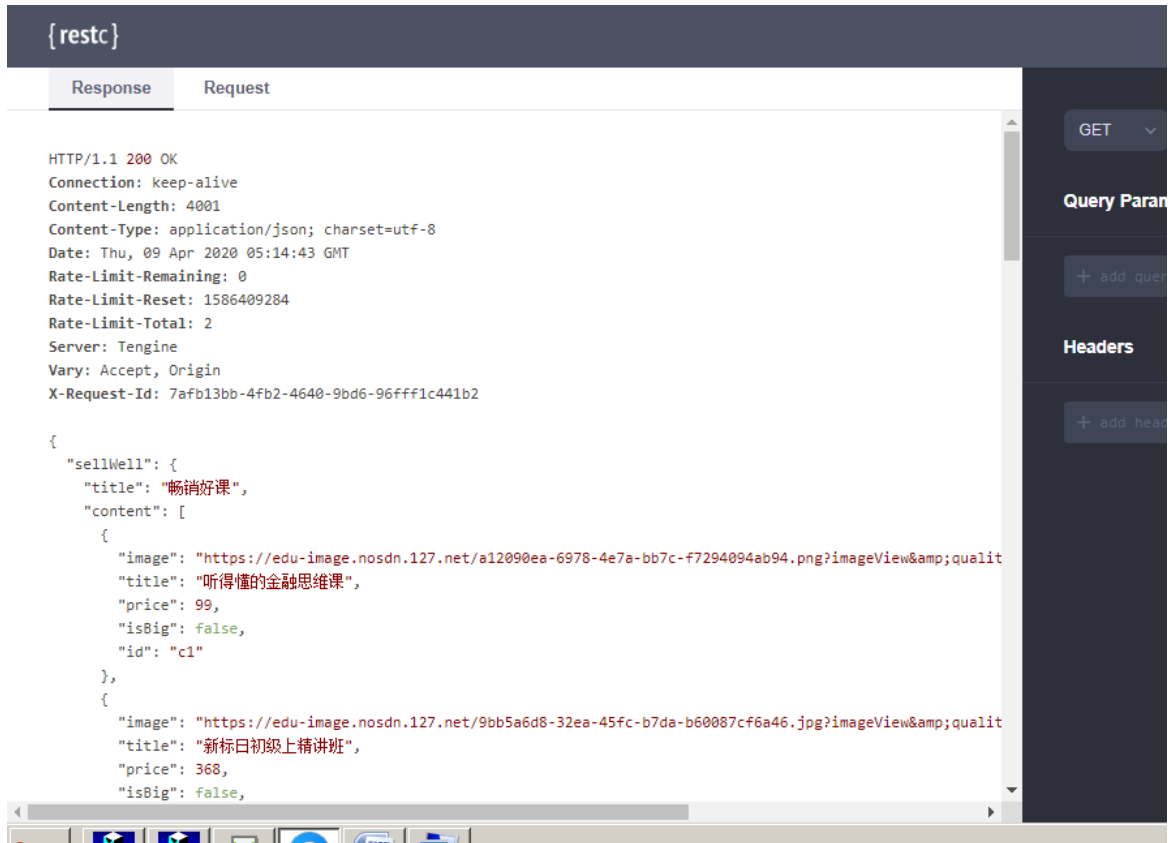 {restc}
Response Request
GET
HTTP/1.1 200 OK
Connection: keep-alive
Content-Length: 4001
Query
Content-Type: application/json; charset=utf-8
Date: Thu, 09 Apr 2020 05:14:43 GMT
Rate-Limit-Remaining: 0
+ add
Rate-Limit-Reset: 1586409284
Rate-Limit-Total: 2
Server: Tengine
Headers
Vary: Accept, Origin
X-Request-Id: 7afb13bb-4fb2-4640-9bd6-96fff1c441b2
+ add
{
"sellWell": {
"title": "畅销好课",
"content": [
{
"image": "https://edu-image.nosdn.127.net/a12090ea-6978-4e7a-bb7c-f7294094ab94.png?imageView&amp;qualit
"title": "听得懂的金融思维课",
"price": 99,
"isBig": false,
"id": "c1"
},
{
"image": "https://edu-image.nosdn.127.net/9bb5a6d8-32ea-45fc-b7da-b60087cf6a46.jpg?imageView&amp;qualit
"title": "新标日初级上精讲班",
"price": 368,
"isBig": false,